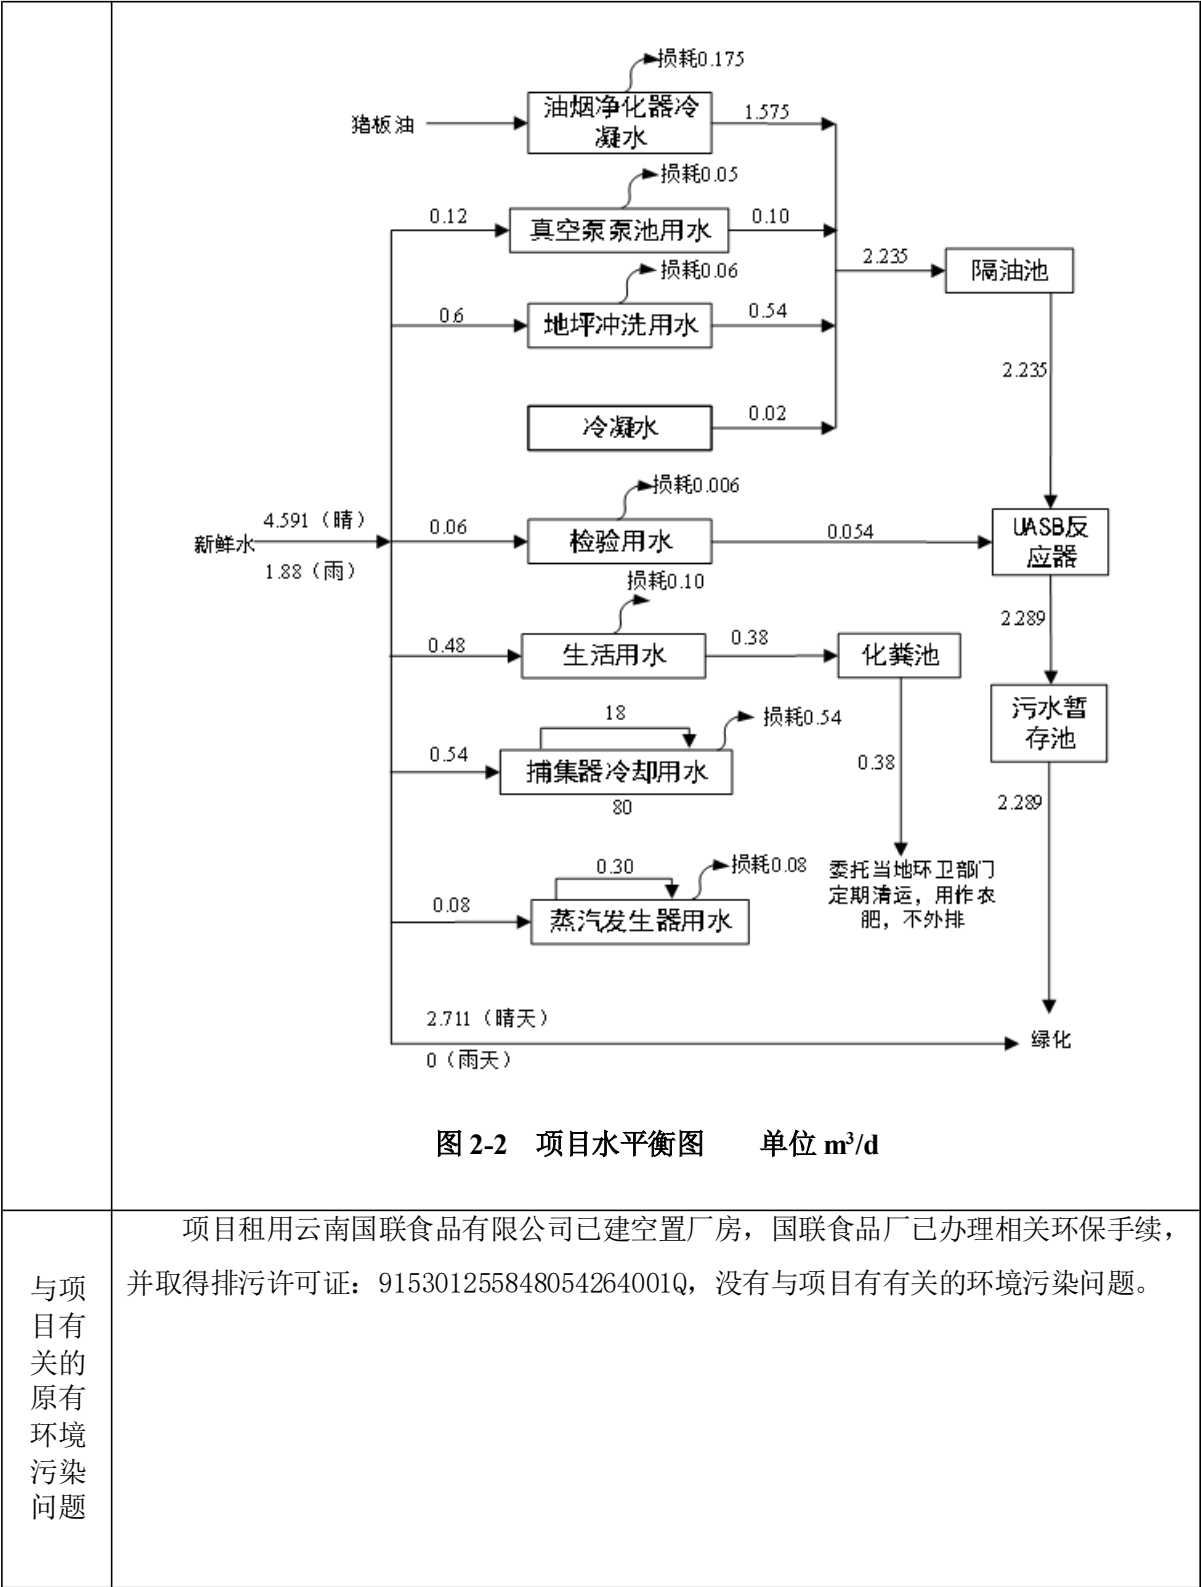 损耗0.175
猪板油
油烟净化器冷
凝水
1.575
损耗0.05
0.12
真空泵泵池用水
0.10
损耗0.06
0.6
地坪冲洗用水
0.54
2.235
隔油池
2.235
冷凝水
0.02
损耗0.006
新鲜水
4.591（晴）
1.88（雨）
0.06
检验用水
0.054
UASB反
应器
损耗0.10
0.48
生活用水
0.38
化粪池
2.289
污水暂
存池
18
损耗0.54
0.54
捕集器冷却用水
80
0.38
2.289
0.30
损耗0.08
0.08
蒸汽发生器用水
委托当地环卫部门
定期清运，用作农
肥，不外排
2.711（晴天）
0（雨天）
绿化
图 2-2 项目水平衡图 单位 m³/d
与项
目有
关的
原有
环境
污染
问题
项目租用云南国联食品有限公司已建空置厂房，国联食品厂已办理相关环保手续，
并取得排污许可证：9153012558480542​64001Q，没有与项目有有关的环境污染问题。